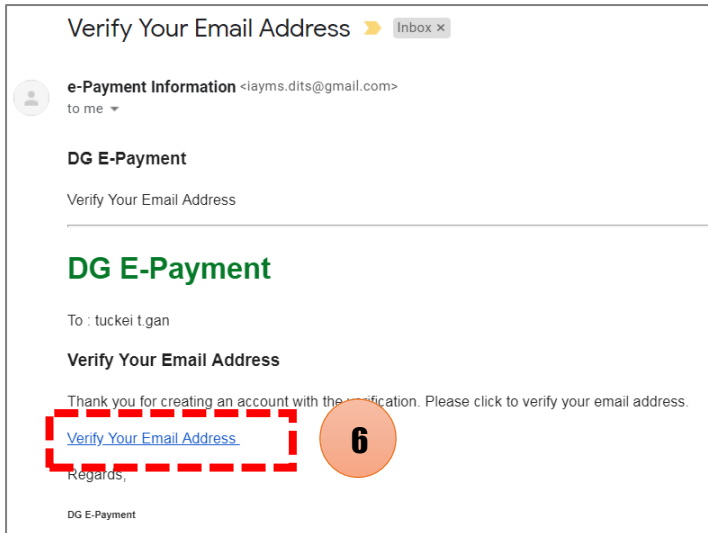 Verify Your Email Address Inbox ×
e-Payment Information <iayms.dits@gmail.com>
to me
DG E-Payment
Verify Your Email Address
DG E-Payment
To : tuckei t.gan
Verify Your Email Address
Thank you for creating an account with the verification. Please click to verify your email address.
Verify Your Email Address
6
Regards,
DG E-Payment